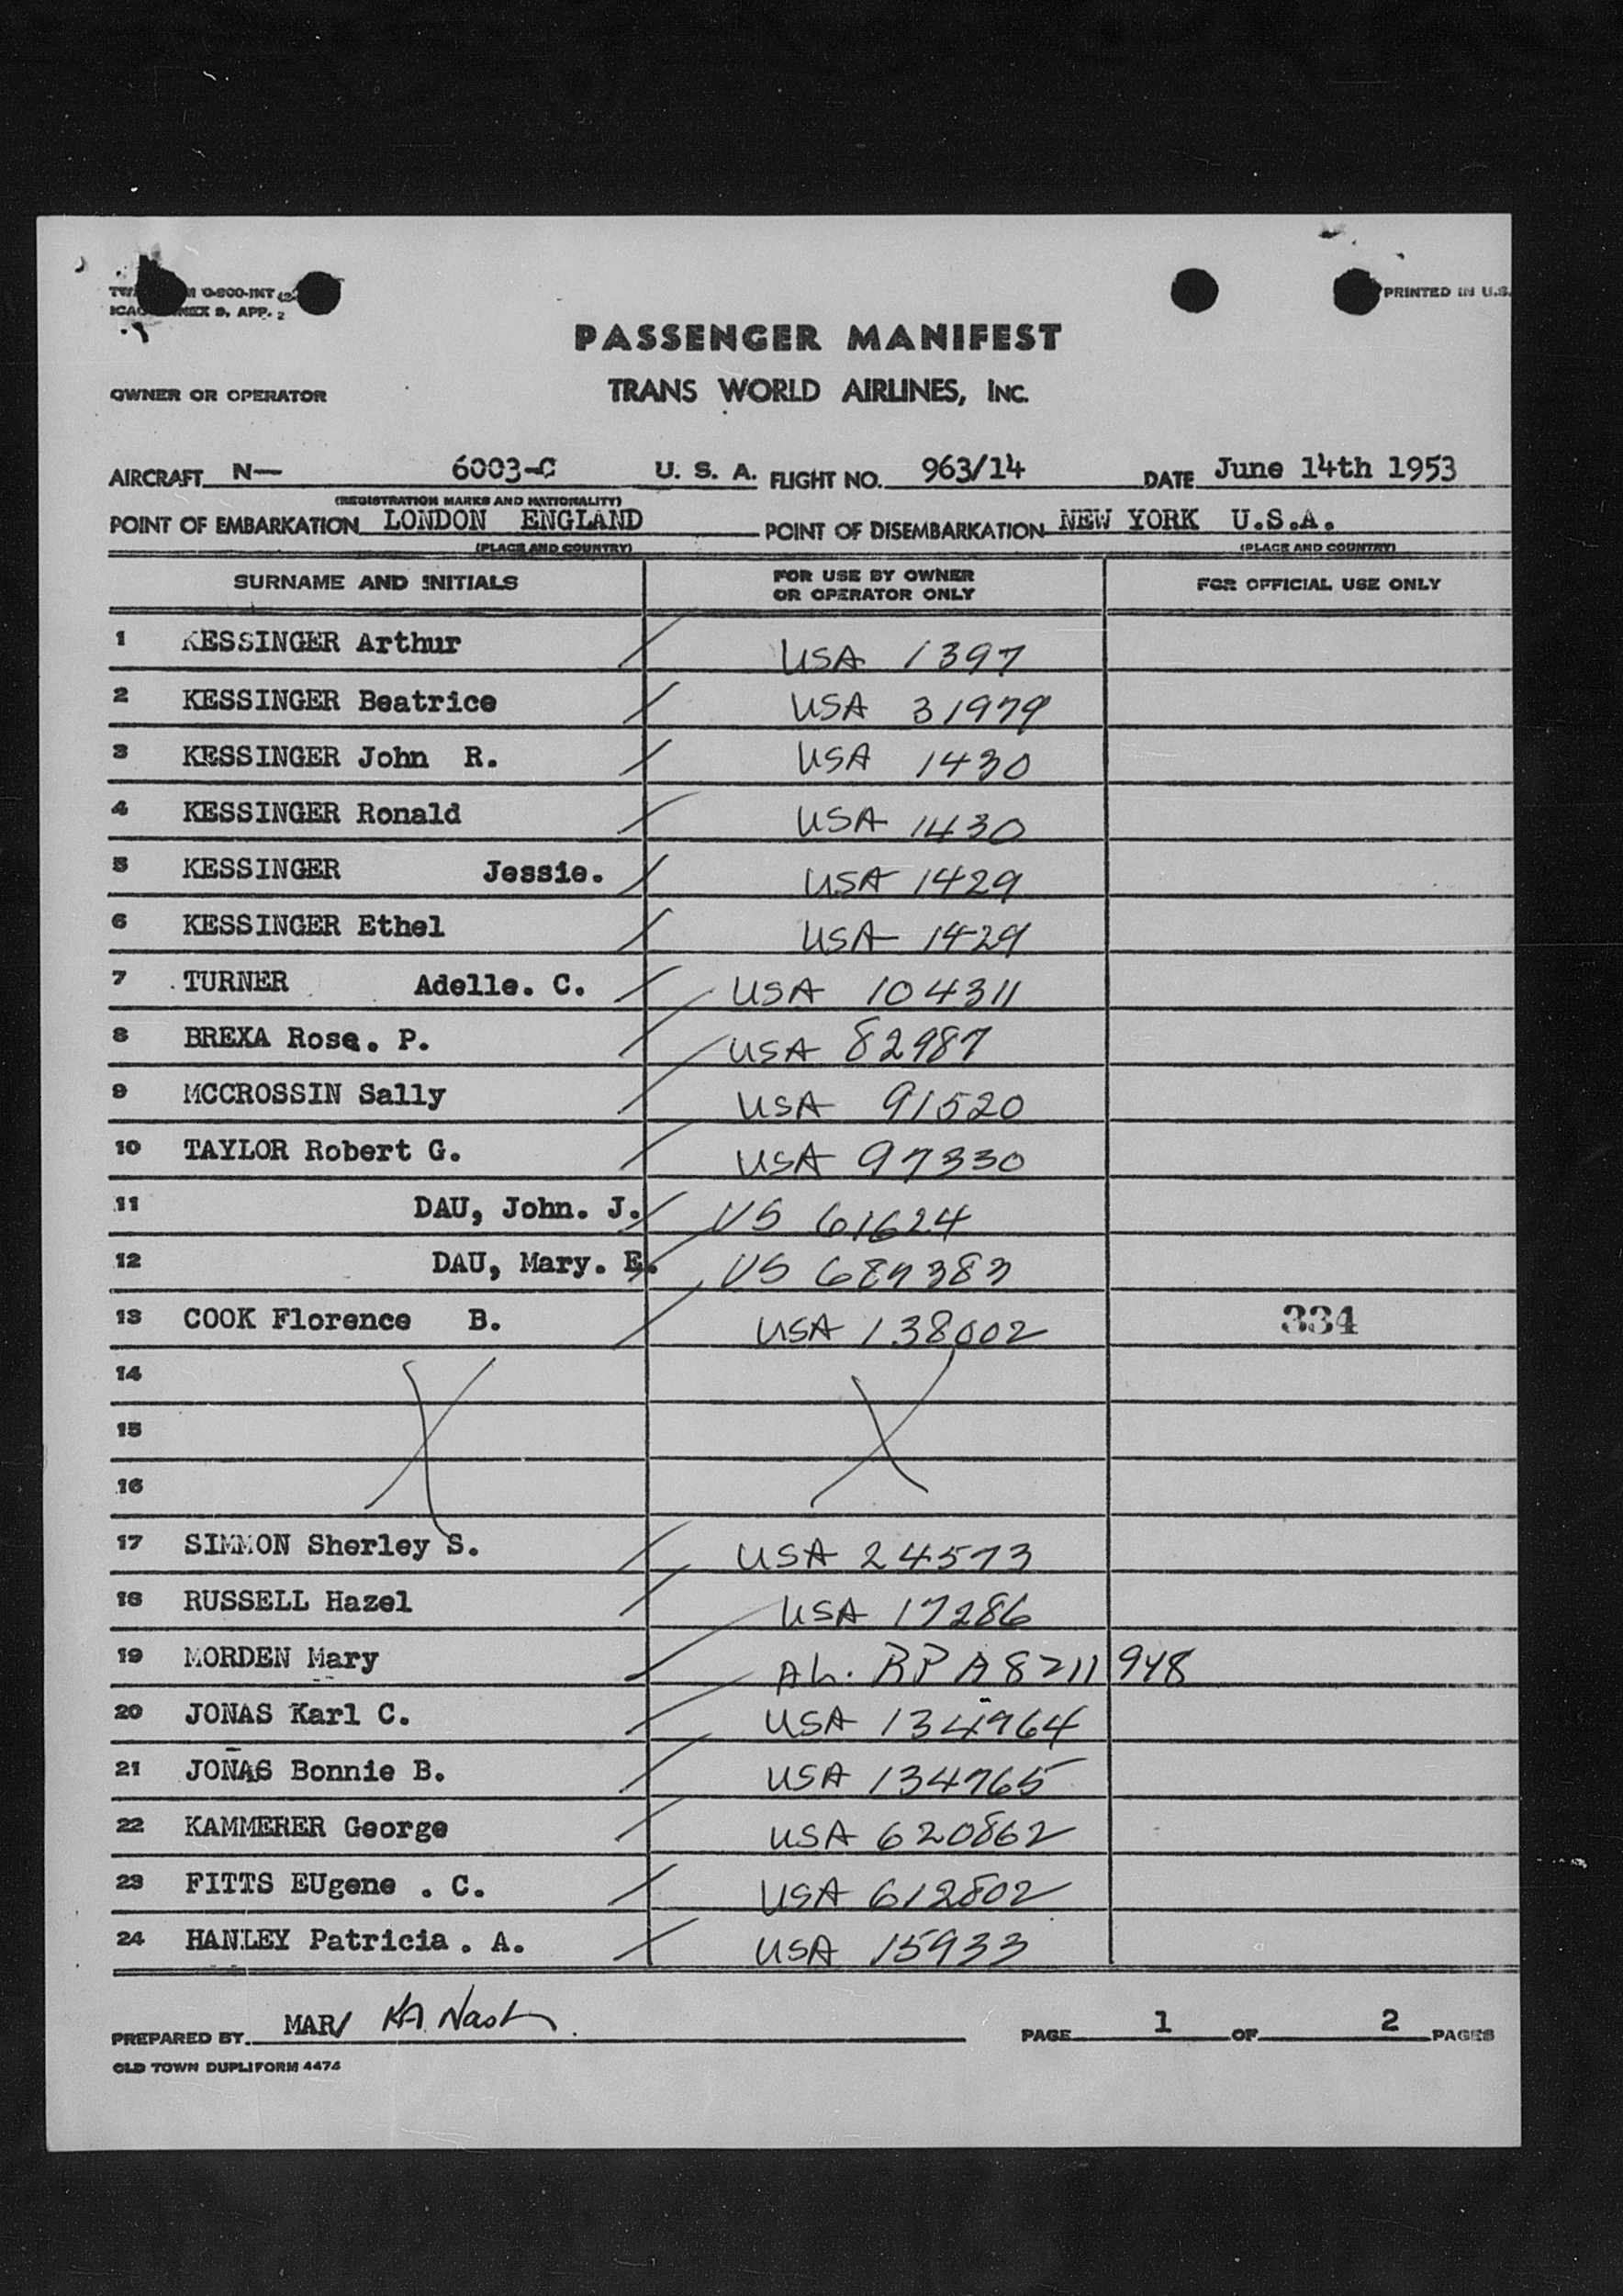 PRINTED IN U.S.
ICAO ANNEX 9, APP. 2
PASSENGER MANIFEST
OWNER OR OPERATOR TRANS WORLD AIRLINES, INC.
AIRCRAFT N— 6003-C U. S. A. FLIGHT NO. 963/14 DATE June 14th 1953
(REGISTRATION MARKS AND NATIONALITY)
POINT OF EMBARKATION LONDON ENGLAND POINT OF DISEMBARKATION NEW YORK U.S.A.
(PLACE AND COUNTRY) (PLACE AND COUNTRY)
SURNAME AND INITIALS FOR USE BY OWNER OR OPERATOR ONLY FOR OFFICIAL USE ONLY
1 KESSINGER Arthur / USA 1397
2 KESSINGER Beatrice / USA 31979
3 KESSINGER John R. / USA 1430
4 KESSINGER Ronald / USA 1430
5 KESSINGER Jessie. / USA 1429
6 KESSINGER Ethel / USA 1429
7 TURNER Adelle. C. / USA 104311
8 BREXA Rose. P. / USA 82987
9 MCCROSSIN Sally / USA 91520
10 TAYLOR Robert G. / USA 97330
11 DAU, John. J. / US 61624
12 DAU, Mary. E. / US
13 COOK Florence B. / USA 138002 334
14
15
16
17 SIMMON Sherley S. / USA 24573
18 RUSSELL Hazel / USA 17286
19 MORDEN Mary / RP A8211948
20 JONAS Karl C. / USA
21 JONAS Bonnie B. / USA 134765
22 KAMMERER George / USA 620862
23 FITTS EUgene . C. / USA 612802
24 HANLEY Patricia . A. / USA 15933
PREPARED BY MAR/ KA Nash PAGE 1 OF 2 PAGES
OLD TOWN DUPLIFORM 4474